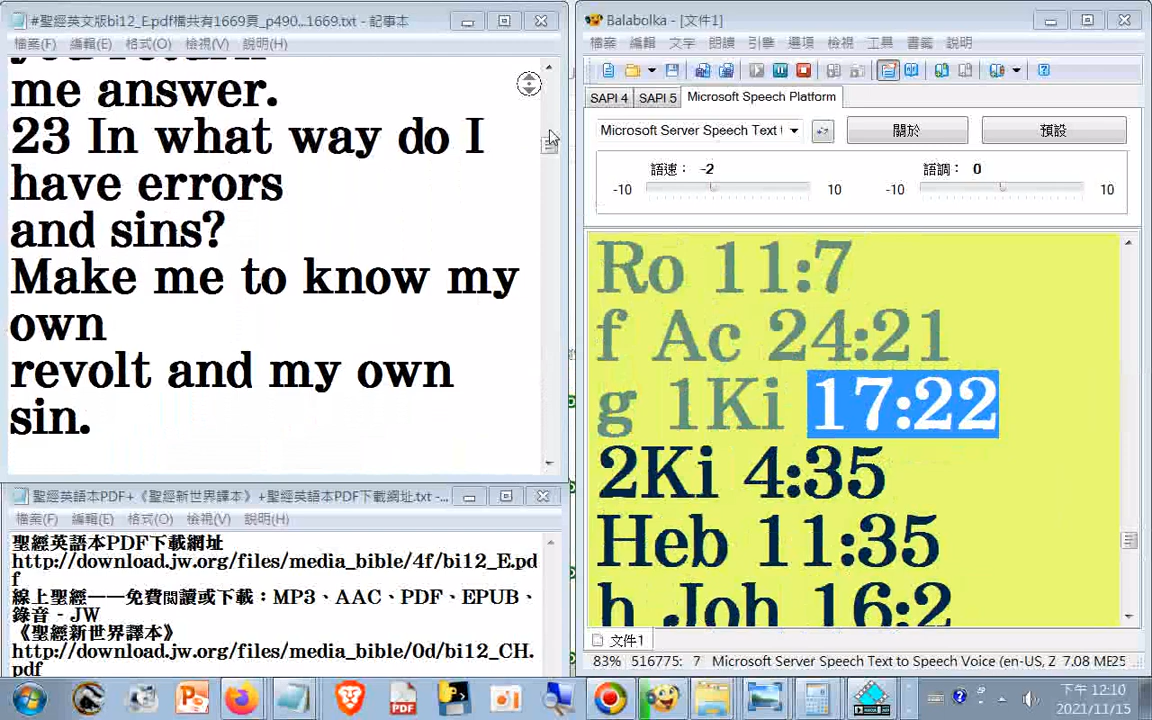 #聖經英文版bi12_E.pdf檔共有1669頁_p490...1669.txt - 記事本
檔案(F) 編輯(E) 格式(O) 檢視(V) 說明(H)
you return
me answer.
23 In what way do I
have errors
and sins?
Make me to know my
own
revolt and my own
sin.
聖經英語本PDF+《聖經新世界譯本》+聖經英語本PDF下載網址.txt -...
檔案(F) 編輯(E) 格式(O) 檢視(V) 說明(H)
聖經英語本PDF下載網址
http://download.jw.org/files/media_bible/4f/bi12_E.pd
f
線上聖經——免費閱讀或下載：MP3、AAC、PDF、EPUB、
錄音 - JW
《聖經新世界譯本》
http://download.jw.org/files/media_bible/0d/bi12_CH.
pdf
Balabolka - [文件1]
檔案 編輯 文字 朗讀 引擎 選項 檢視 工具 書籤 說明
SAPI 4 SAPI 5 Microsoft Speech Platform
Microsoft Server Speech Text 關於 預設
語速： -2 語調： 0
-10 10 -10 10
Ro 11:7
f Ac 24:21
g 1Ki 17:22
2Ki 4:35
Heb 11:35
h Job 16:2
文件1
83% 516775: 7 Microsoft Server Speech Text to Speech Voice (en-US, Z 7.08 ME25
下午 12:10
2021/11/15